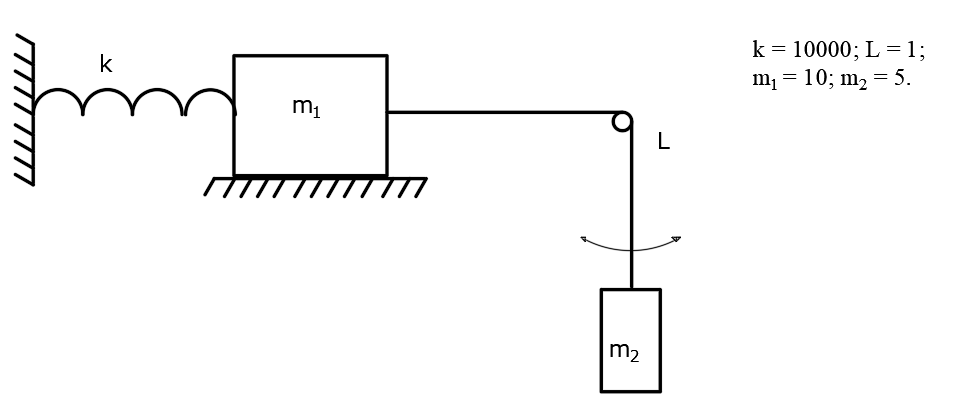 k
m₁
k = 10000; L = 1;
m₁ = 10; m₂ = 5.
L
m₂